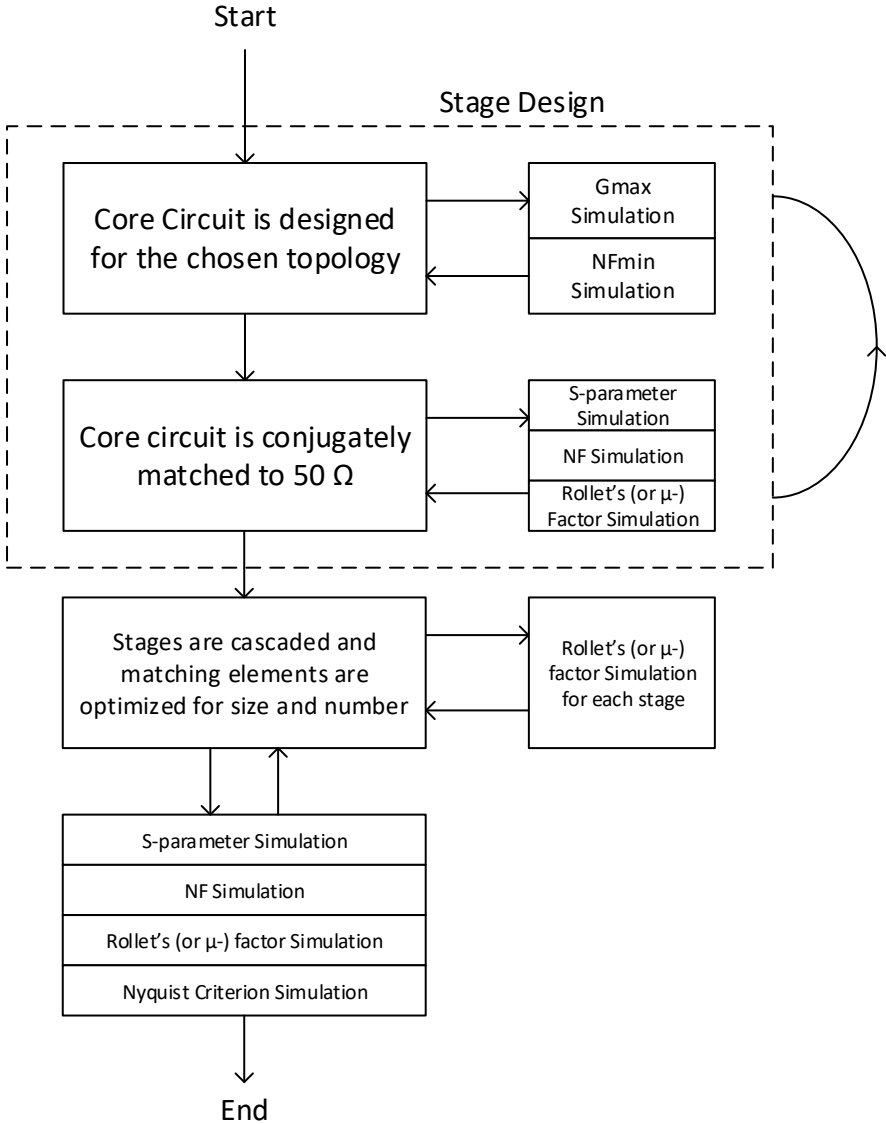 Start
Stage Design
Core Circuit is designed
for the chosen topology
Gmax
Simulation
NFmin
Simulation
Core circuit is conjugately
matched to 50 Ω
S-parameter
Simulation
NF Simulation
Rollet's (or μ-)
Factor Simulation
Stages are cascaded and
matching elements are
optimized for size and number
Rollet's (or μ-)
factor Simulation
for each stage
S-parameter Simulation
NF Simulation
Rollet's (or μ-) factor Simulation
Nyquist Criterion Simulation
End